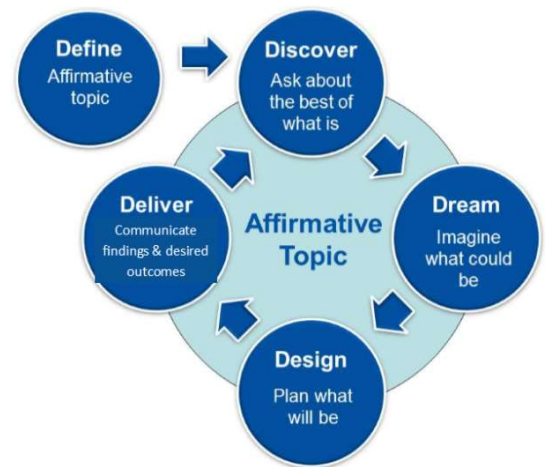 Define
Affirmative
topic
Discover
Ask about
the best of
what is
Deliver
Communicate
findings & desired
outcomes
Affirmative
Topic
Dream
Imagine
what could
be
Design
Plan what
will be